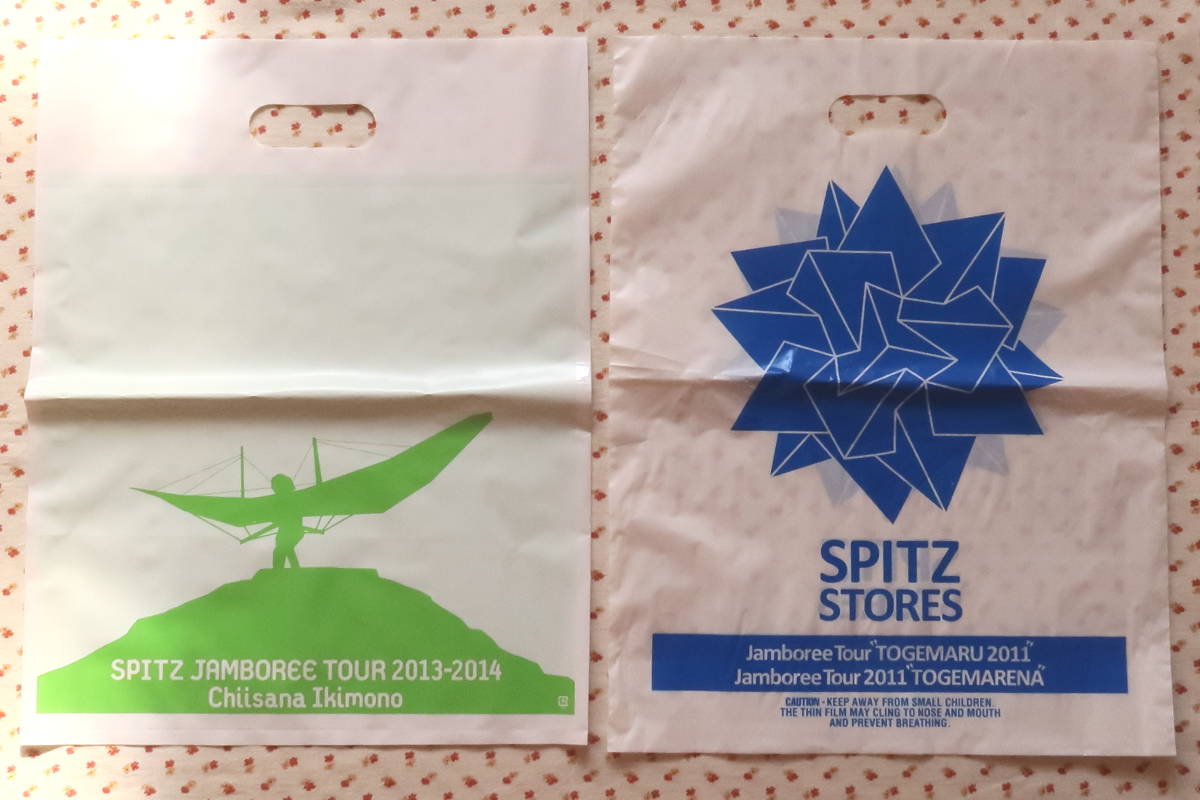 SPITZ JAMBOREE TOUR 2013-2014
Chiisana Ikimono
SPITZ
STORES
Jamboree Tour "TOGEMARU 2011"
Jamboree Tour 2011 "TOGEMARENA"
CAUTION - KEEP AWAY FROM SMALL CHILDREN.
THE THIN FILM MAY CLING TO NOSE AND MOUTH
AND PREVENT BREATHING.